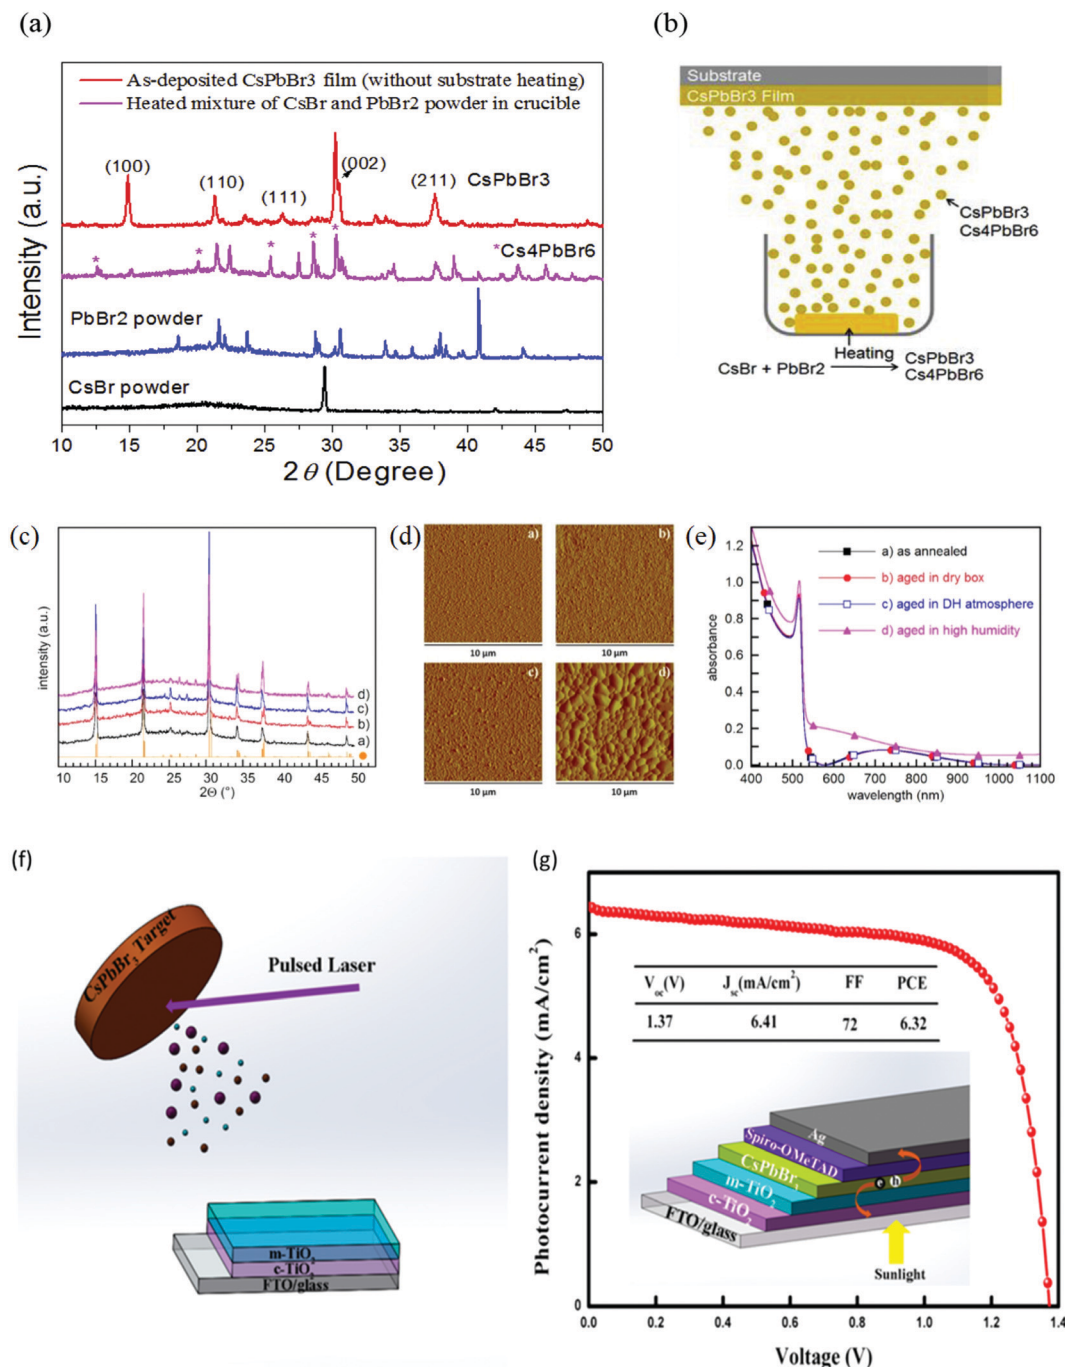 (a)
As-deposited CsPbBr3 film (without substrate heating)
Heated mixture of CsBr and PbBr2 powder in crucible
(100)
(110)
(111)
(002)
(211)
CsPbBr3
*
*
*
*
*
*
Cs4PbBr6
PbBr2 powder
CsBr powder
Intensity (a.u.)
10 15 20 25 30 35 40 45 50
2θ (Degree)
(b)
Substrate
CsPbBr3 Film
CsPbBr3
Cs4PbBr6
Heating
CsBr + PbBr2
CsPbBr3
Cs4PbBr6
(c)
intensity (a.u.)
d)
c)
b)
a)
10 15 20 25 30 35 40 45 50
2Θ (°)
(d)
a)
10 µm
b)
10 µm
c)
10 µm
d)
10 µm
(e)
a) as annealed
b) aged in dry box
c) aged in DH atmosphere
d) aged in high humidity
absorbance
1.2
1.0
0.8
0.6
0.4
0.2
0.0
400 500 600 700 800 900 1000 1100
wavelength (nm)
(f)
CsPbBr3 Target
Pulsed Laser
m-TiO2
c-TiO2
FTO/glass
(g)
Photocurrent density (mA/cm²)
6
4
2
0
Voc(V) Jsc(mA/cm²) FF PCE
1.37 6.41 72 6.32
Ag
Spiro-OMeTAD
CsPbBr3
m-TiO2
c-TiO2
FTO/glass
e h
Sunlight
0.0 0.2 0.4 0.6 0.8 1.0 1.2 1.4
Voltage (V)